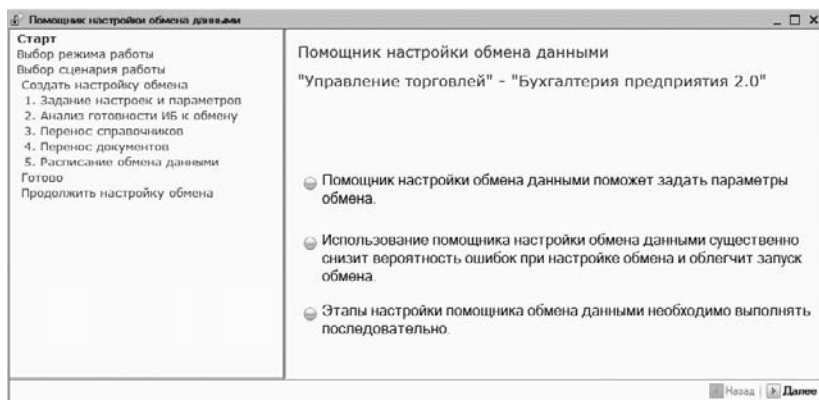 Помощник настройки обмена данными
Старт
Выбор режима работы
Выбор сценария работы
Создать настройку обмена
1. Задание настроек и параметров
2. Анализ готовности ИБ к обмену
3. Перенос справочников
4. Перенос документов
5. Расписание обмена данными
Готово
Продолжить настройку обмена
Помощник настройки обмена данными
"Управление торговлей" - "Бухгалтерия предприятия 2.0"
Помощник настройки обмена данными поможет задать параметры
обмена.
Использование помощника настройки обмена данными существенно
снизит вероятность ошибок при настройке обмена и облегчит запуск
обмена.
Этапы настройки помощника обмена данными необходимо выполнять
последовательно.
Назад
Далее